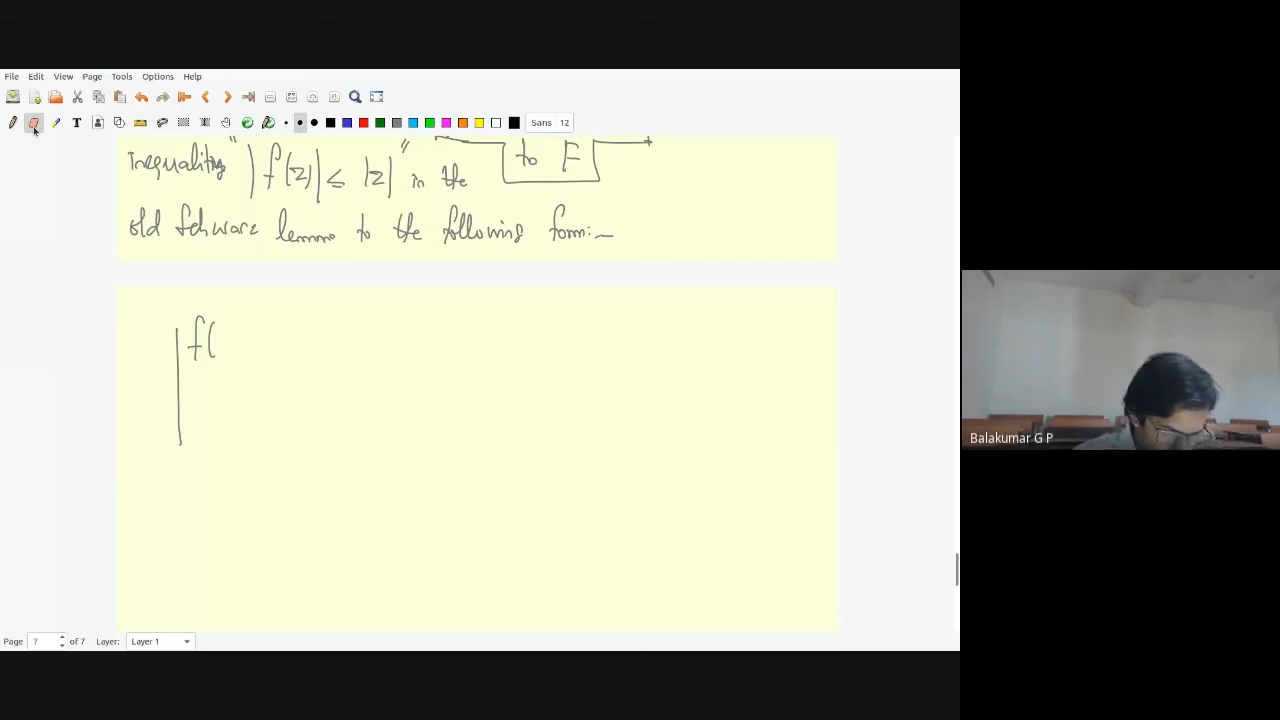 File Edit View Page Tools Options Help
Sans 12
inequality "|f(z)| ≤ |z|" in the
to F
old Schwarz lemma to the following form:-
| f(
Balakumar G P
Page 7 of 7 Layer: Layer 1